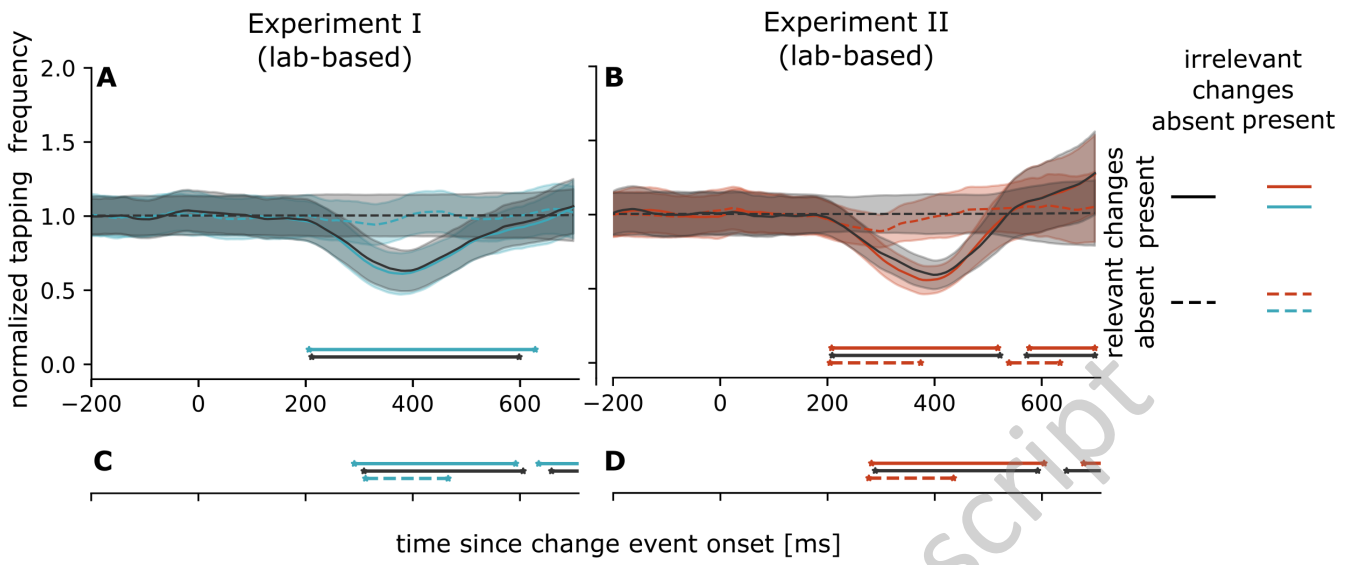 Experiment I
(lab-based)
Experiment II
(lab-based)
irrelevant
changes
absent present
relevant changes
absent present
normalized tapping frequency
A
2.0
1.5
1.0
0.5
0.0
−200 0 200 400 600
B
−200 0 200 400 600
C
D
time since change event onset [ms]
script